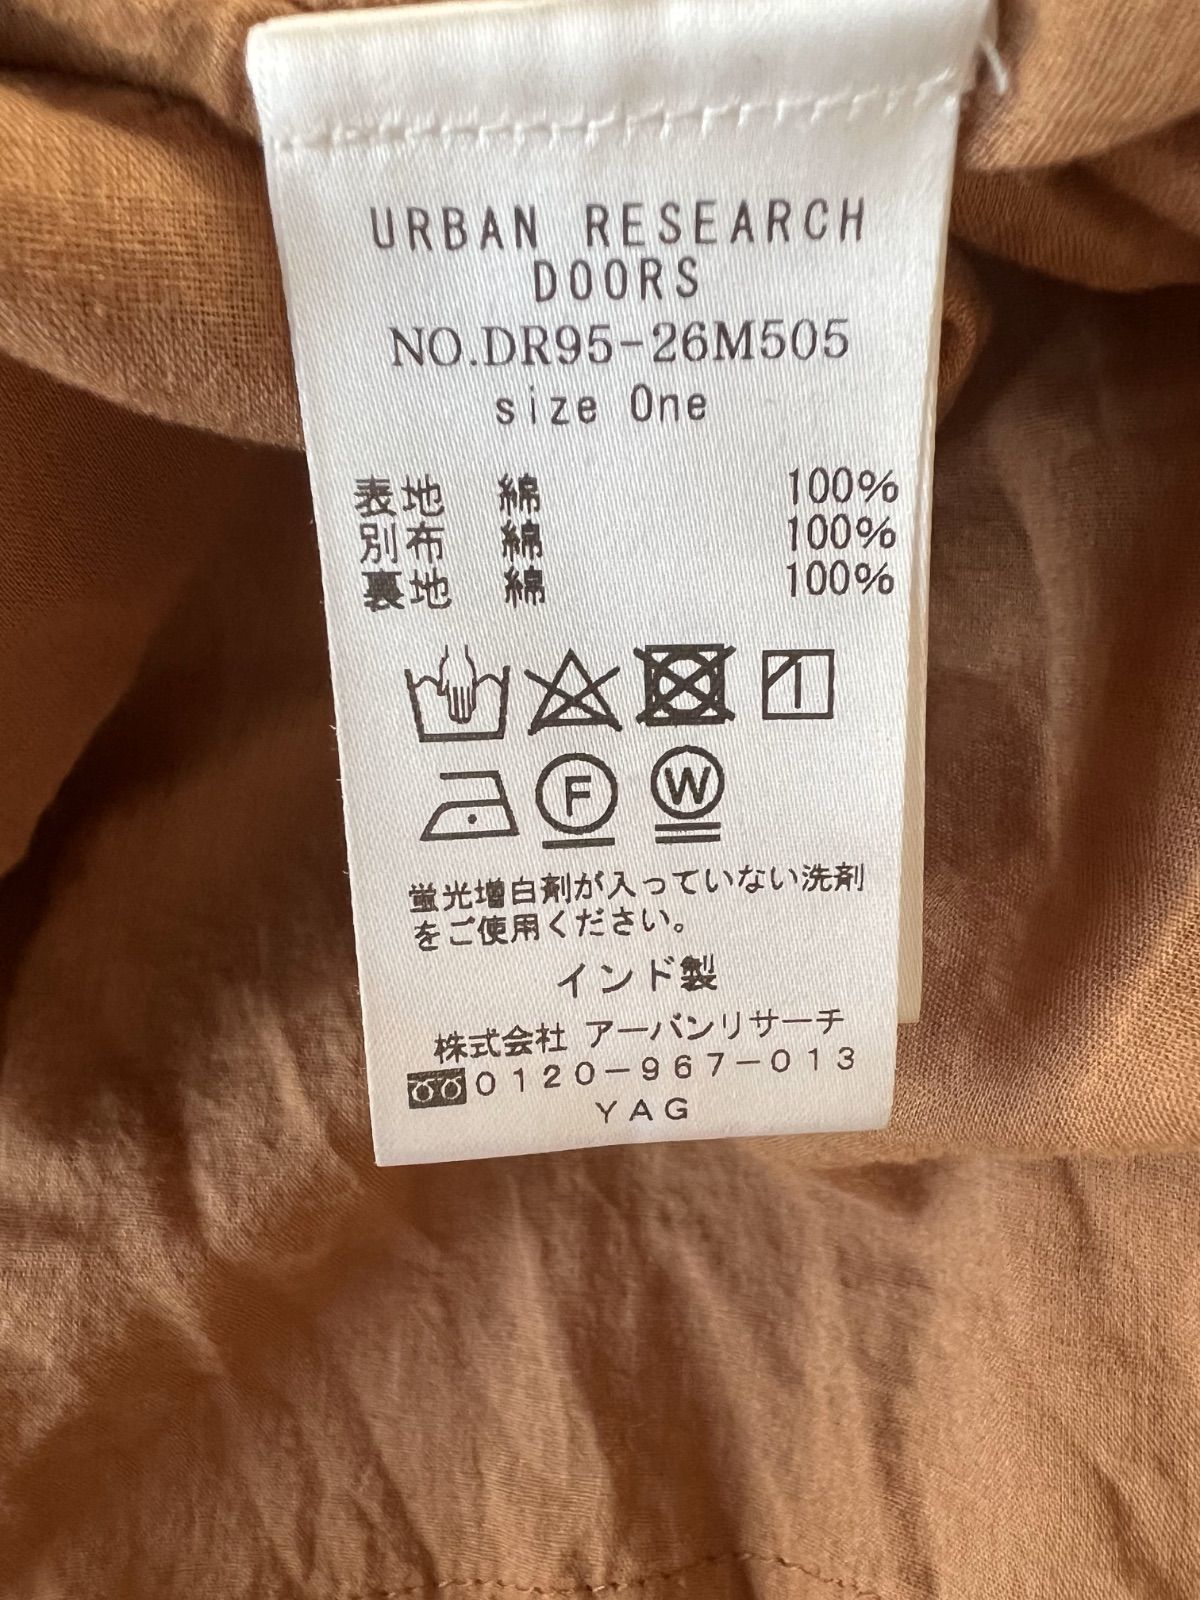 URBAN RESEARCH
DOORS
NO.DR95-26M505
size One
表地 綿 100%
別布 綿 100%
裏地 綿 100%
F W
蛍光増白剤が入っていない洗剤
をご使用ください。
インド製
株式会社 アーバンリサーチ
0120-967-013
YAG